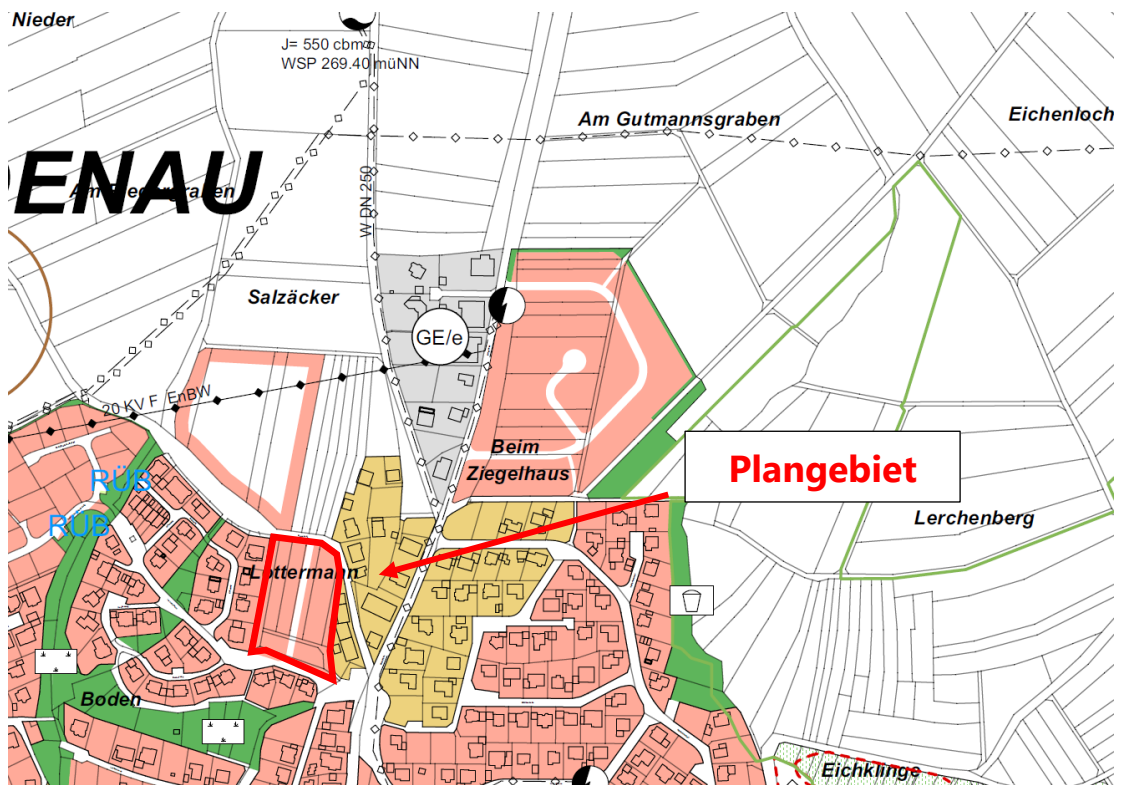 Nieder
J= 550 cbm
WSP 269.40 müNN
Am Gutmannsgraben
Eichenloch
DENAU
W DN 250
Salzäcker
GE/e
20 KV F EnBW
Beim
Ziegelhaus
Plangebiet
RÜB
RÜB
Lerchenberg
Lottermann
Boden
Eichklinge